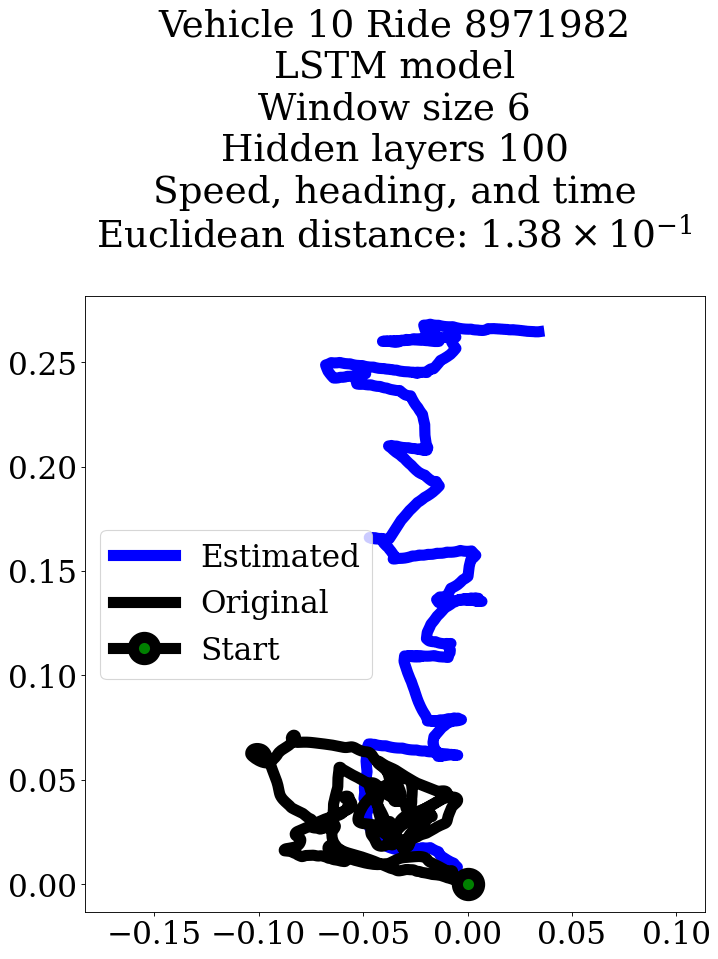 Vehicle 10 Ride 8971982
LSTM model
Window size 6
Hidden layers 100
Speed, heading, and time
Euclidean distance: 1.38 × 10⁻¹
0.25
0.20
0.15
0.10
0.05
0.00
Estimated
Original
Start
−0.15 −0.10 −0.05 0.00 0.05 0.10